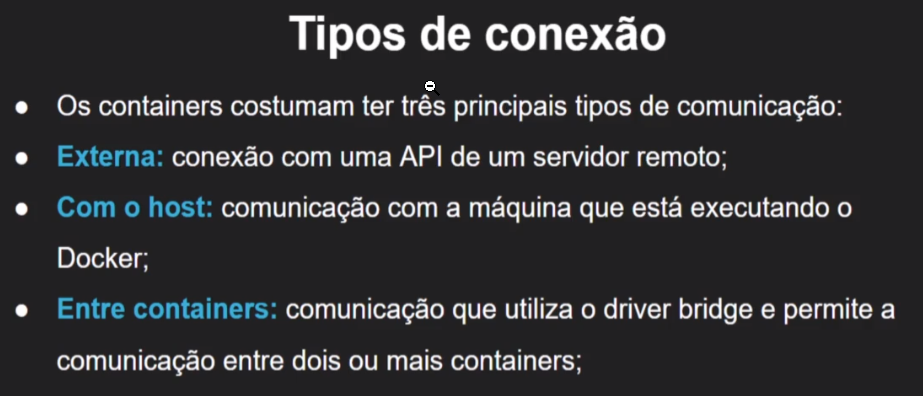 Tipos de conexão
● Os containers costumam ter três principais tipos de comunicação:
● Externa: conexão com uma API de um servidor remoto;
● Com o host: comunicação com a máquina que está executando o
Docker;
● Entre containers: comunicação que utiliza o driver bridge e permite a
comunicação entre dois ou mais containers;